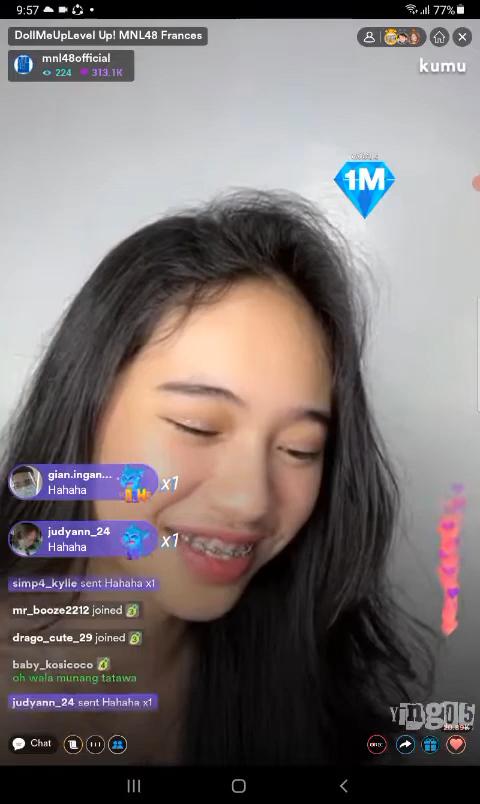 9:57
77%
DollMeUpLevel Up! MNL48 Frances
mnl48official
224 313.1K
kumu
1M
gian.ingan...
Hahaha
x1
judyann_24
Hahaha
x1
simp4_kylie sent Hahaha x1
mr_booze2212 joined
drago_cute_29 joined
baby_kosicoco
oh wala munang tatawa
judyann_24 sent Hahaha x1
Chat